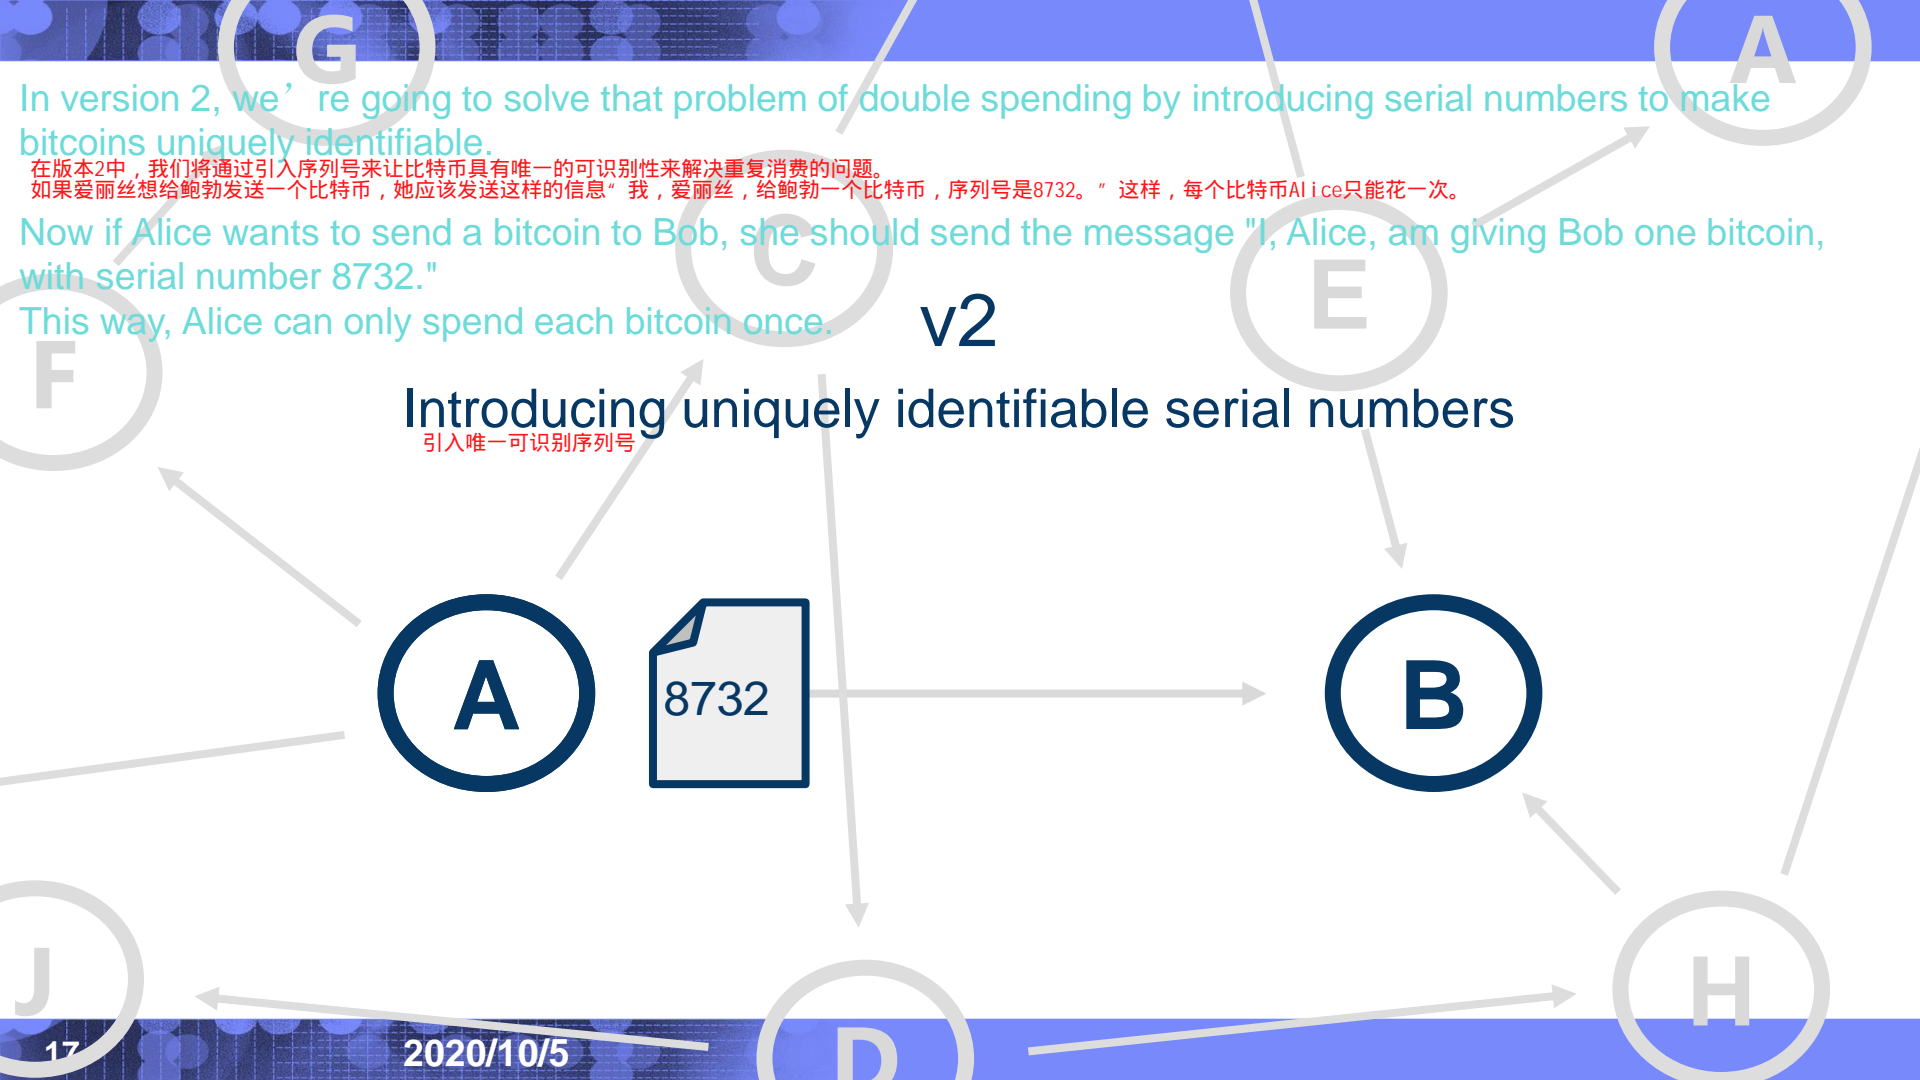 G
A
In version 2, we’re going to solve that problem of double spending by introducing serial numbers to make
bitcoins uniquely identifiable.
在版本2中，我们将通过引入序列号来让比特币具有唯一的可识别性来解决重复消费的问题。
如果爱丽丝想给鲍勃发送一个比特币，她应该发送这样的信息“我，爱丽丝，给鲍勃一个比特币，序列号是8732。”这样，每个比特币Alice只能花一次。
Now if Alice wants to send a bitcoin to Bob, she should send the message "I, Alice, am giving Bob one bitcoin,
with serial number 8732."
This way, Alice can only spend each bitcoin once.
C
E
F
v2
Introducing uniquely identifiable serial numbers
引入唯一可识别序列号
A
8732
B
J
H
D
17
2020/10/5